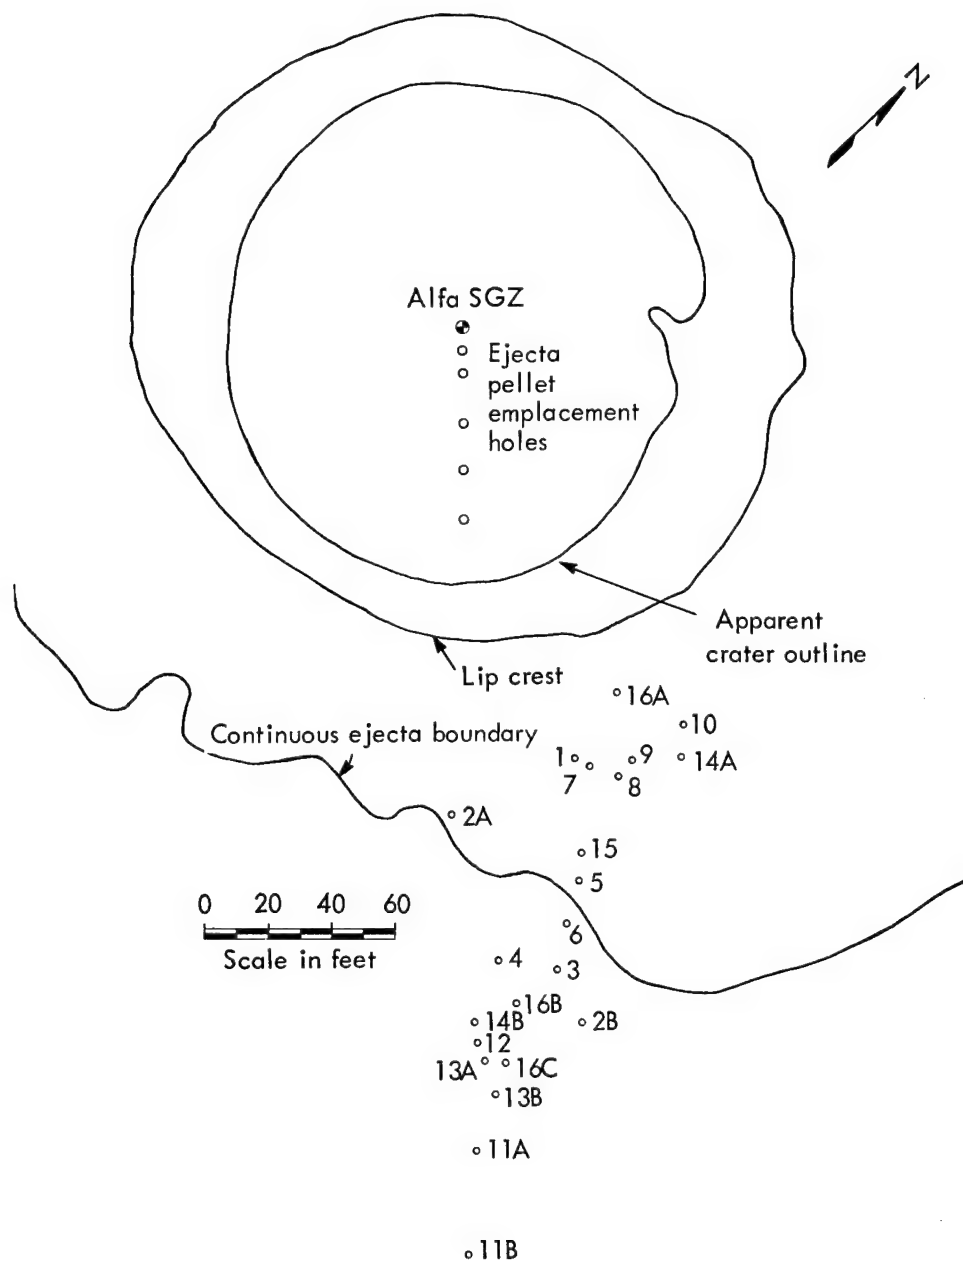 N
Alfa SGZ
Ejecta
pellet
emplacement
holes
Apparent
crater outline
Lip crest
16A
10
Continuous ejecta boundary
1
9
14A
7
8
2A
15
5
0 20 40 60
6
Scale in feet
4
3
16B
14B
2B
12
13A
16C
13B
11A
11B